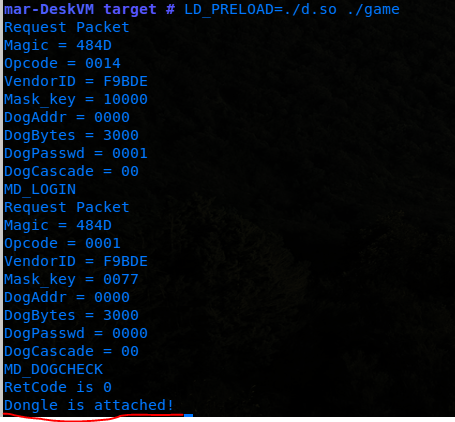 mar-DeskVM target # LD_PRELOAD=./d.so ./game
Request Packet
Magic = 484D
Opcode = 0014
VendorID = F9BDE
Mask_key = 10000
DogAddr = 0000
DogBytes = 3000
DogPasswd = 0001
DogCascade = 00
MD_LOGIN
Request Packet
Magic = 484D
Opcode = 0001
VendorID = F9BDE
Mask_key = 0077
DogAddr = 0000
DogBytes = 3000
DogPasswd = 0000
DogCascade = 00
MD_DOGCHECK
RetCode is 0
Dongle is attached!